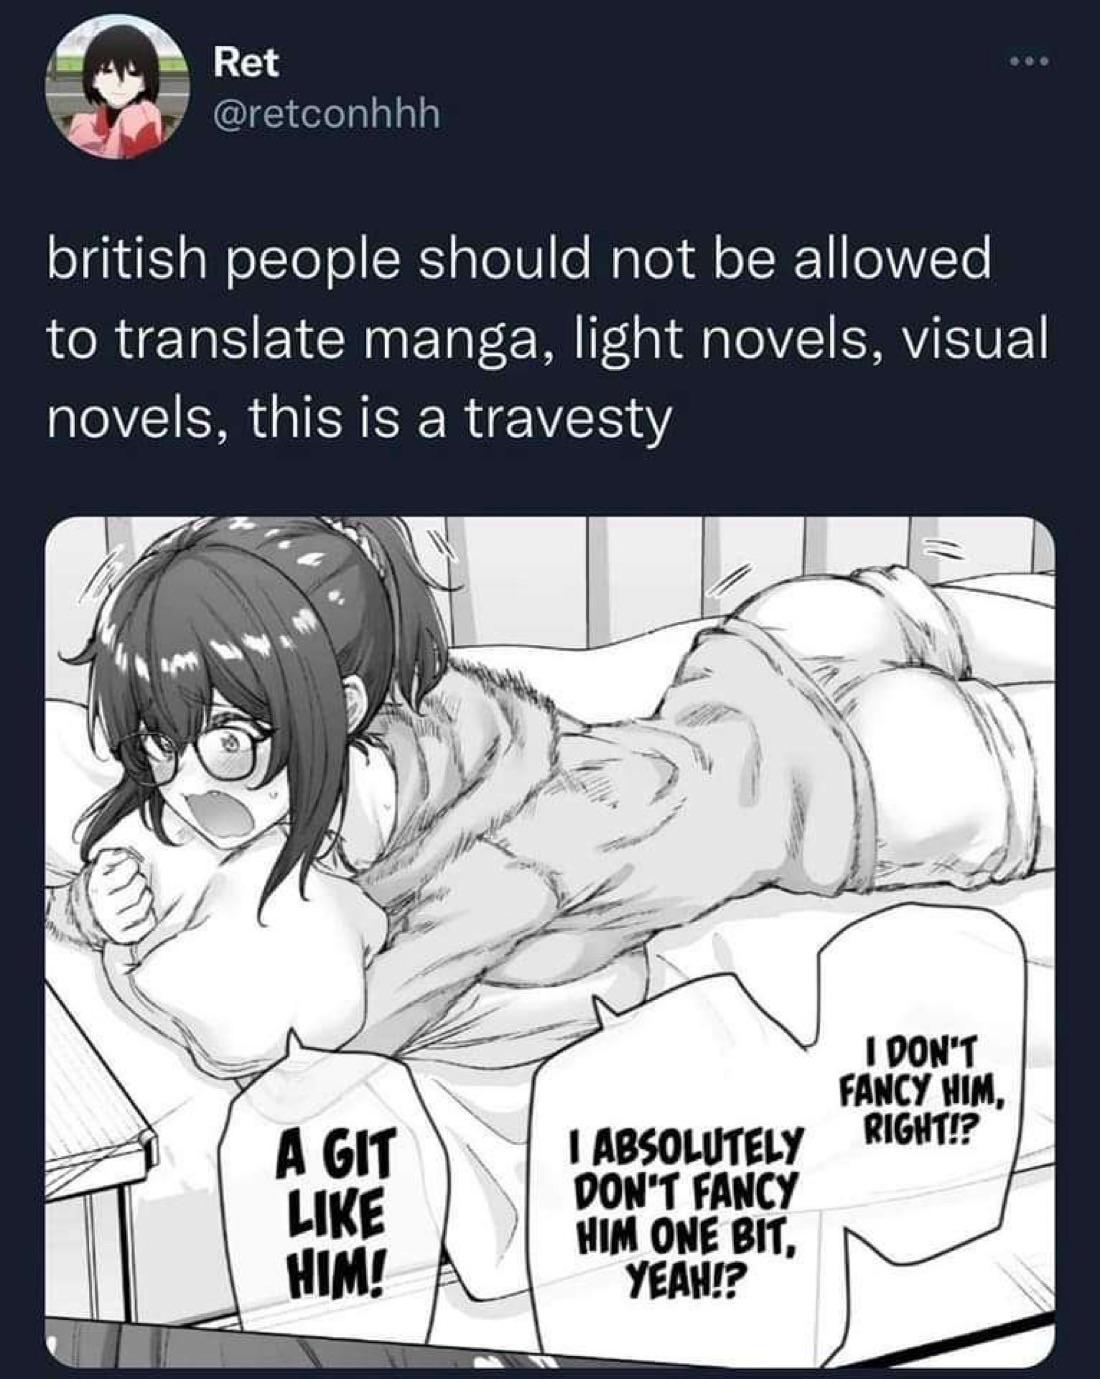 Ret
@retconhhh
british people should not be allowed
to translate manga, light novels, visual
novels, this is a travesty
I DON'T
FANCY HIM,
RIGHT!?
I ABSOLUTELY
DON'T FANCY
HIM ONE BIT,
YEAH!?
A GIT
LIKE
HIM!